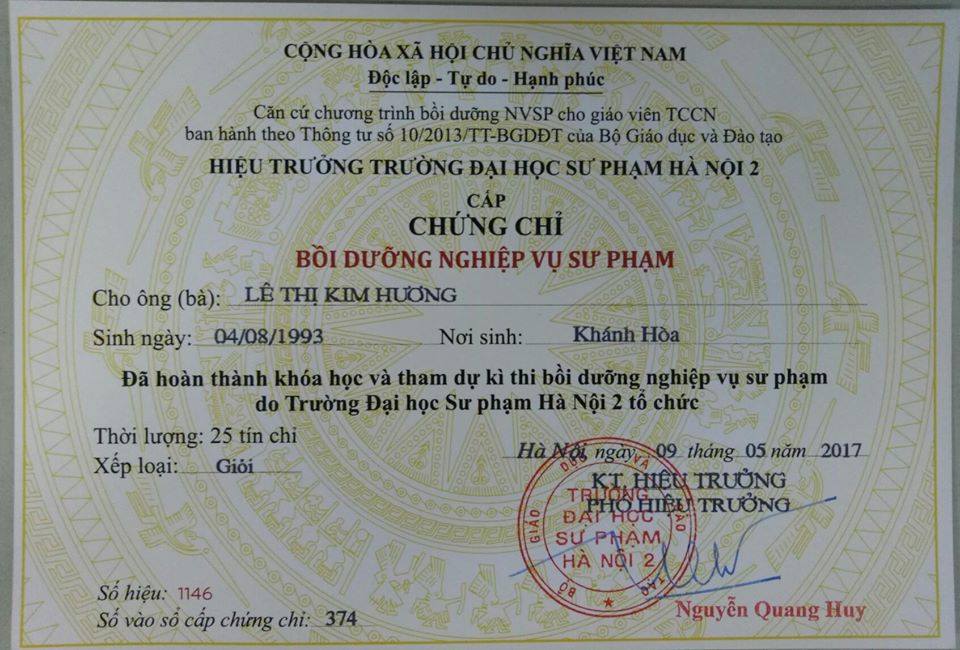 CỘNG HÒA XÃ HỘI CHỦ NGHĨA VIỆT NAM
Độc lập - Tự do - Hạnh phúc
Căn cứ chương trình bồi dưỡng NVSP cho giáo viên TCCN
ban hành theo Thông tư số 10/2013/TT-BGDĐT của Bộ Giáo dục và Đào tạo
HIỆU TRƯỞNG TRƯỜNG ĐẠI HỌC SƯ PHẠM HÀ NỘI 2
CẤP
CHỨNG CHỈ
BỒI DƯỠNG NGHIỆP VỤ SƯ PHẠM
Cho ông (bà): LÊ THỊ KIM HƯƠNG
Sinh ngày: 04/08/1993 Nơi sinh: Khánh Hòa
Đã hoàn thành khóa học và tham dự kì thi bồi dưỡng nghiệp vụ sư phạm
do Trường Đại học Sư phạm Hà Nội 2 tổ chức
Thời lượng: 25 tín chỉ
Hà Nội, ngày 09 tháng 05 năm 2017
Xếp loại: Giỏi
KT. HIỆU TRƯỞNG
PHÓ HIỆU TRƯỞNG
BỘ GIÁO DỤC VÀ ĐÀO TẠO
TRƯỜNG
ĐẠI HỌC
SƯ PHẠM
HÀ NỘI 2
Số hiệu: 1146
Nguyễn Quang Huy
Số vào sổ cấp chứng chỉ: 374